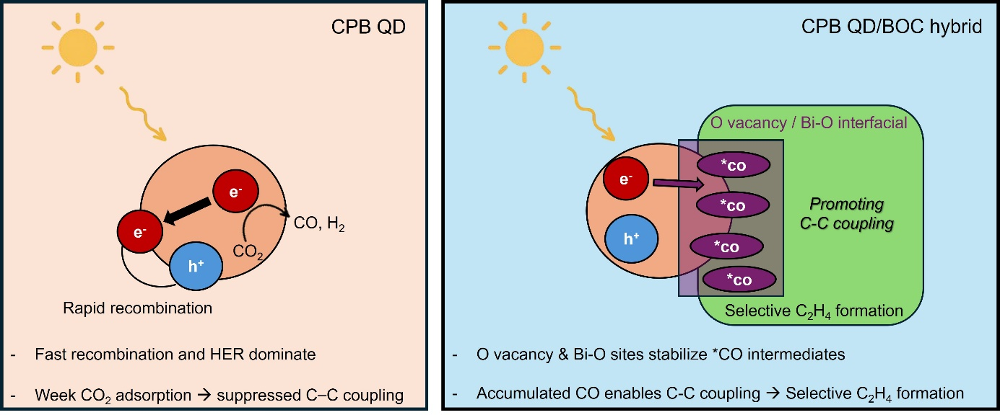 CPB QD
e⁻
e⁻
CO, H₂
CO₂
h⁺
Rapid recombination
- Fast recombination and HER dominate
- Week CO₂ adsorption → suppressed C–C coupling
CPB QD/BOC hybrid
O vacancy / Bi-O interfacial
*co
e⁻
*co
Promoting
C-C coupling
h⁺
*co
*co
Selective C₂H₄ formation
- O vacancy & Bi-O sites stabilize *CO intermediates
- Accumulated CO enables C-C coupling → Selective C₂H₄ formation